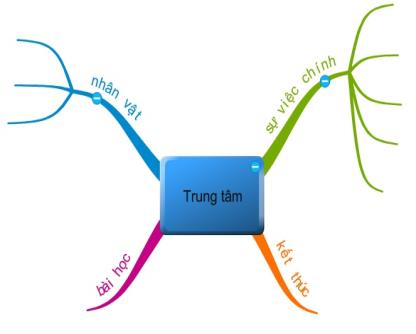 nhân vật
sự việc chính
Trung tâm
bài học
kết thúc